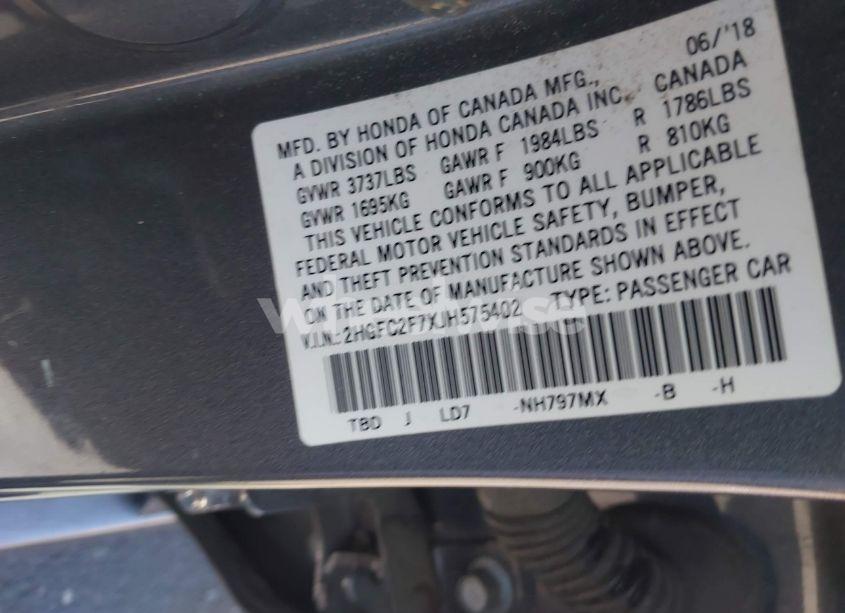 06/'18
MFD. BY HONDA OF CANADA MFG.,
A DIVISION OF HONDA CANADA INC., CANADA
GVWR 3737LBS GAWR F 1984LBS R 1786LBS
GVWR 1695KG GAWR F 900KG R 810KG
THIS VEHICLE CONFORMS TO ALL APPLICABLE
FEDERAL MOTOR VEHICLE SAFETY, BUMPER,
AND THEFT PREVENTION STANDARDS IN EFFECT
ON THE DATE OF MANUFACTURE SHOWN ABOVE.
V.I.N.: 2HGFC2F7XJH575402 TYPE: PASSENGER CAR
TBD J LD7 -NH797MX -B -H